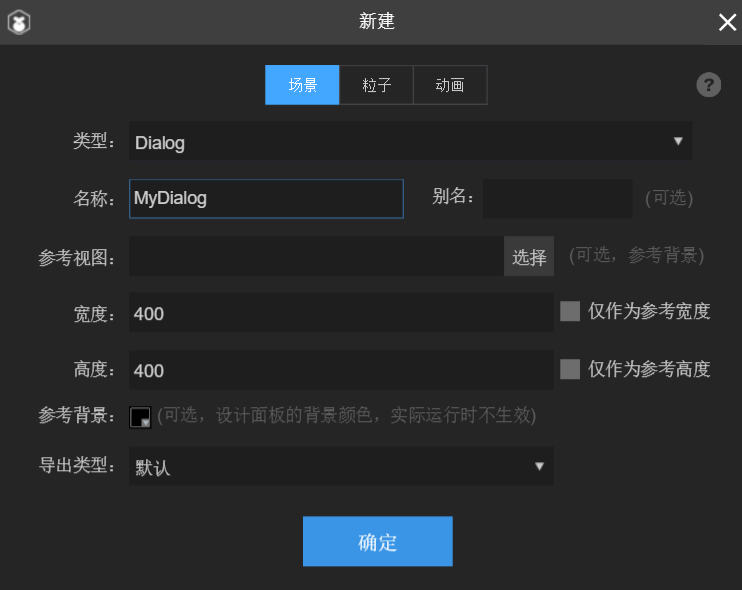 新建
场景 粒子 动画 ?
类型： Dialog
名称： MyDialog 别名： (可选)
参考视图： 选择 (可选，参考背景)
宽度： 400 仅作为参考宽度
高度： 400 仅作为参考高度
参考背景： (可选，设计面板的背景颜色，实际运行时不生效)
导出类型： 默认
确定